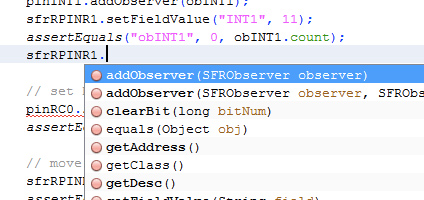 pinINT1.addObserver(obINT1);
sfrRPINR1.setFieldValue("INT1", 11);
assertEquals("obINT1", 0, obINT1.count);
sfrRPINR1.
addObserver(SFRObserver observer)
addObserver(SFRObserver observer, SFRObs
// set
clearBit(long bitNum)
pinRC0.
equals(Object obj)
assertE
getAddress()
getClass()
// move
getDesc()
sfrRPIN
getFieldValue(String field)
assertE